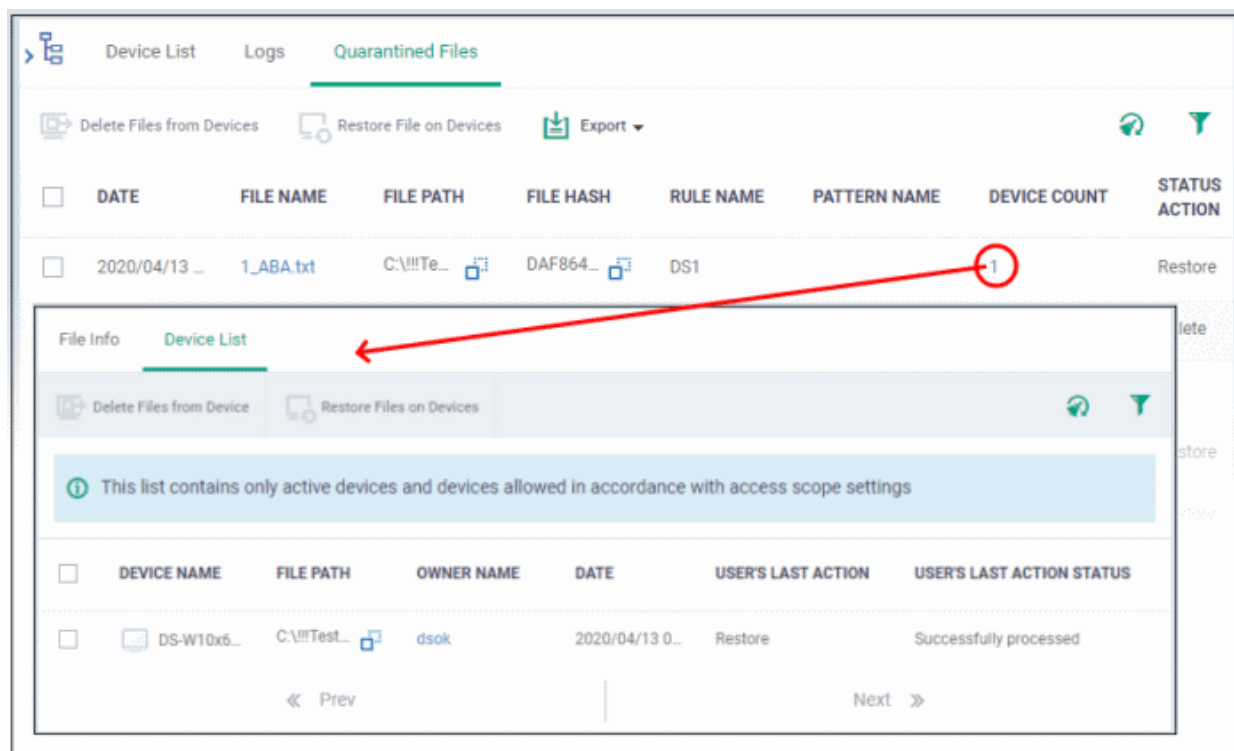 Device List Logs Quarantined Files
Delete Files from Devices Restore File on Devices Export
DATE FILE NAME FILE PATH FILE HASH RULE NAME PATTERN NAME DEVICE COUNT STATUS
ACTION
2020/04/13 ... 1_ABA.txt C:\!!!Te... DAF864... DS1 1 Restore
File Info Device List
lete
Delete Files from Device Restore Files on Devices
store
This list contains only active devices and devices allowed in accordance with access scope settings
DEVICE NAME FILE PATH OWNER NAME DATE USER'S LAST ACTION USER'S LAST ACTION STATUS
DS-W10x6... C:\!!!Test... dsok 2020/04/13 0... Restore Successfully processed
« Prev Next »